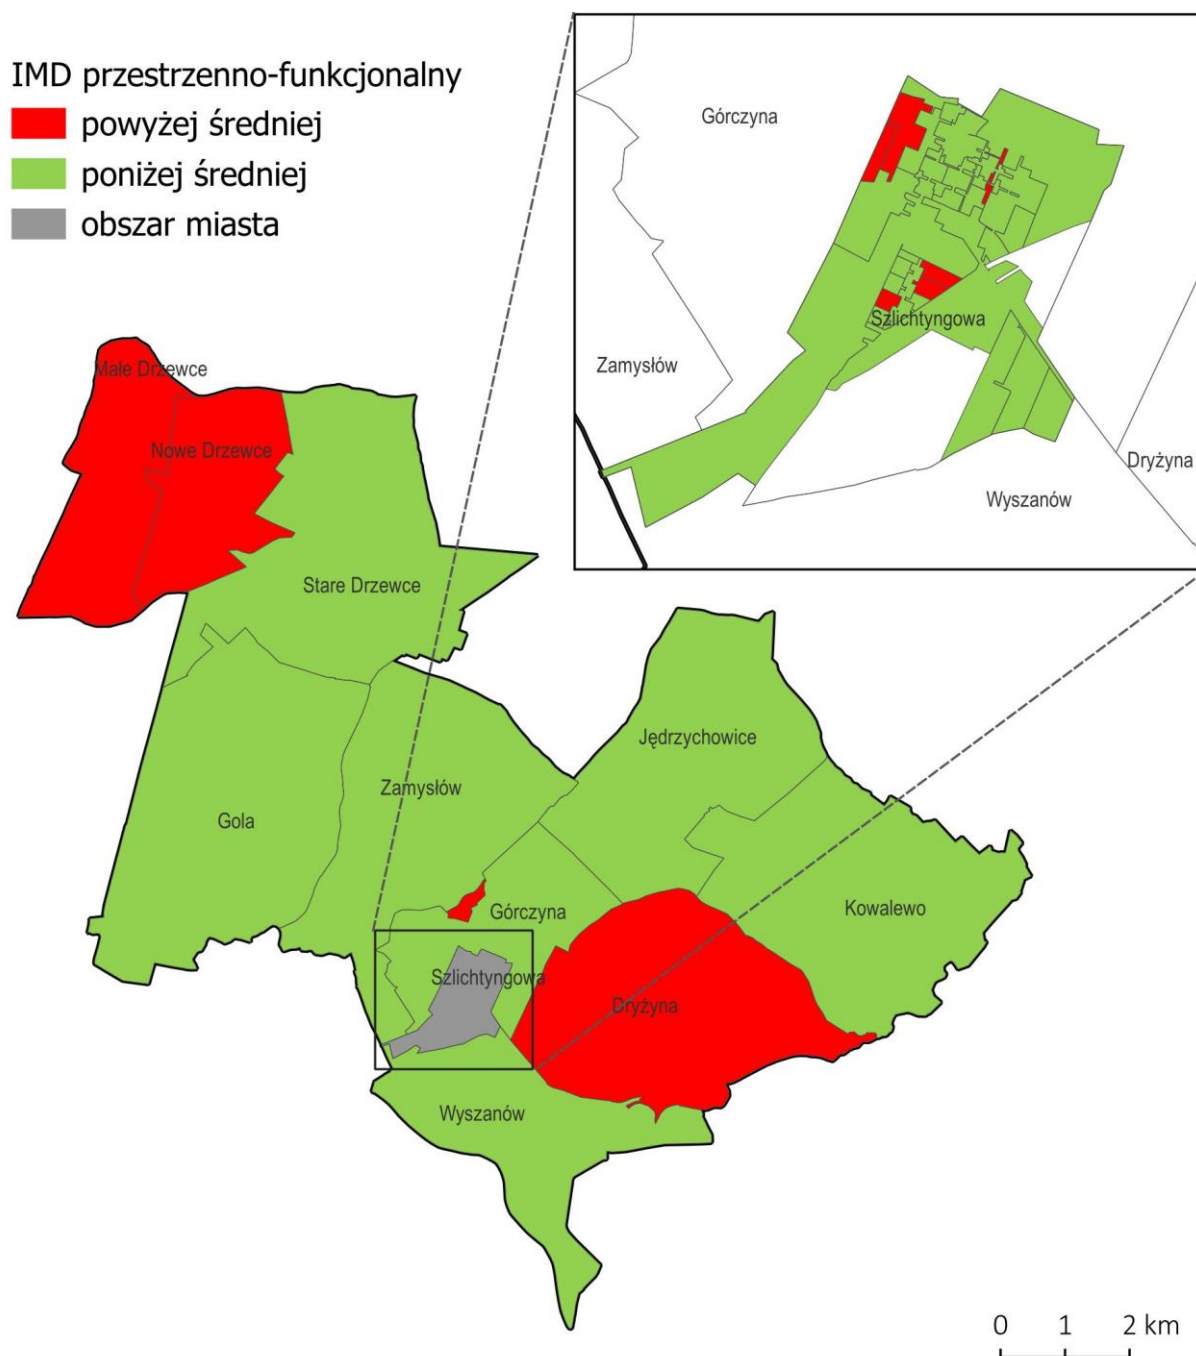 IMD przestrzenno-funkcjonalny
powyżej średniej
poniżej średniej
obszar miasta
Górczyna
Szlichtyngowa
Zamysłów
Dryżyna
Wyszanów
Małe Drzewce
Nowe Drzewce
Stare Drzewce
Jędrzychowice
Zamysłów
Gola
Kowalewo
Górczyna
Szlichtyngowa
Dryżyna
Wyszanów
0 1 2 km